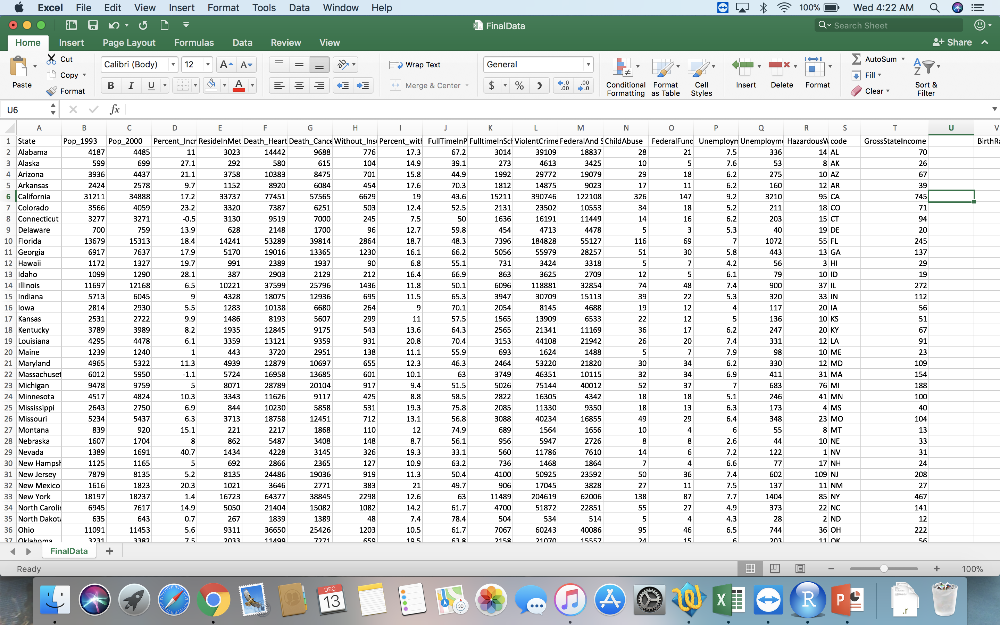 Excel File Edit View Insert Format Tools Data Window Help 100% Wed 4:22 AM
FinalData Search Sheet
Home Insert Page Layout Formulas Data Review View Share
Paste Cut Copy Format Calibri (Body) 12 Wrap Text General AutoSum
B I U Merge & Center $ % Conditional Formatting Format as Table Cell Styles Insert Delete Format Fill Clear Sort & Filter
U6 fx
A B C D E F G H I J K L M N O P Q R S T U V
1 State Pop_1993 Pop_2000 Percent_Incr ResideInMet Death_Heart Death_Cance Without_Insu Percent_with FullTimeInP FulltimeInSch ViolentCrime FederalAnd S ChildAbuse FederalFund Unemploym Unemployme HazardousW code GrossStateIncome BirthRa
2 Alabama 4187 4485 11 3023 14442 9688 776 17.3 67.2 3014 39109 18837 28 21 7.5 336 14 AL 70
3 Alaska 599 699 27.1 292 580 615 104 14.9 39.1 273 4613 3425 10 5 7.6 53 8 AK 26
4 Arizona 3936 4437 21.1 3758 10383 8475 701 15.8 44.9 1992 29772 19079 29 18 6.2 275 10 AZ 67
5 Arkansas 2424 2578 9.7 1152 8920 6084 454 17.6 70.3 1812 14875 9023 17 11 6.2 160 12 AR 39
6 California 31211 34888 17.2 33737 77451 57565 6629 19 43.6 15211 390746 122108 326 147 9.2 3210 95 CA 745
7 Colorado 3566 4059 23.2 3320 7387 6251 503 12.4 52.5 2131 23502 10553 34 18 5.2 211 18 CO 71
8 Connecticut 3277 3271 -0.5 3130 9519 7000 245 7.5 50 1636 16191 11449 14 16 6.2 203 15 CT 94
9 Delaware 700 759 13.9 628 2148 1700 96 12.7 59.8 454 4713 4478 5 3 5.3 40 19 DE 20
10 Florida 13679 15313 18.4 14241 53289 39814 2864 18.7 48.3 7396 184828 55127 116 69 7 1072 55 FL 245
11 Georgia 6917 7637 17.9 5170 19016 13365 1230 16.1 66.2 5056 55979 28257 51 30 5.8 443 13 GA 137
12 Hawaii 1172 1327 19.7 991 2389 1937 90 6.8 55.1 731 3424 3318 5 7 4.2 56 3 HI 29
13 Idaho 1099 1290 28.1 387 2903 2129 212 16.4 66.9 863 3625 2709 12 5 6.1 79 10 ID 19
14 Illinois 11697 12168 6.5 10221 37599 25796 1436 11.8 50.1 6096 118881 32854 74 48 7.4 900 37 IL 272
15 Indiana 5713 6045 9 4328 18075 12936 695 11.5 65.3 3947 30709 15113 39 22 5.3 320 33 IN 112
16 Iowa 2814 2930 5.5 1283 10138 6680 264 9 70.1 2054 8145 4688 19 12 4 117 20 IA 56
17 Kansas 2531 2722 9.9 1486 8193 5607 299 11 57.5 1565 13909 6533 22 12 5 136 10 KS 51
18 Kentucky 3789 3989 8.2 1935 12845 9175 543 13.6 64.3 2565 21341 11169 36 17 6.2 247 20 KY 67
19 Louisiana 4295 4478 6.1 3359 13121 9359 931 20.8 70.4 3153 44108 21942 26 20 7.4 331 12 LA 91
20 Maine 1239 1240 1 443 3720 2951 138 11.1 55.9 693 1624 1488 5 7 7.9 98 10 ME 23
21 Maryland 4965 5322 11.3 4939 12879 10697 655 12.3 46.3 2464 53220 21820 30 34 6.2 330 12 MD 109
22 Massachuset 6012 5950 -1.1 5724 16958 13685 601 10.1 63 3749 46351 10115 32 34 6.9 411 31 MA 154
23 Michigan 9478 9759 5 8071 28789 20104 917 9.4 51.5 5026 75144 40012 52 37 7 683 76 MI 188
24 Minnesota 4517 4824 10.3 3343 11626 9117 425 8.8 58.5 2822 16305 4342 18 18 5.1 246 41 MN 100
25 Mississippi 2643 2750 6.9 844 10230 5858 531 19.3 75.8 2085 11330 9350 18 13 6.3 173 4 MS 40
26 Missouri 5234 5437 6.3 3713 18758 12451 712 13.1 56.8 3088 40234 16855 49 29 6.4 348 23 MO 104
27 Montana 839 920 15.1 221 2217 1868 110 12 74.9 689 1564 1656 10 4 6 55 8 MT 13
28 Nebraska 1607 1704 8 862 5487 3408 148 8.7 56.1 956 5947 2726 8 8 2.6 44 10 NE 33
29 Nevada 1389 1691 40.7 1434 4228 3145 326 19.3 33.1 560 11786 7610 14 6 7.2 122 1 NV 31
30 New Hampsh 1125 1165 5 692 2866 2365 127 10.9 63.2 736 1468 1864 7 4 6.6 77 17 NH 24
31 New Jersey 7879 8135 5.2 8135 24486 19036 919 11.3 50.4 4100 50925 23592 50 36 7.4 602 109 NJ 208
32 New Mexico 1616 1823 20.3 1021 3646 2771 383 21 49.7 906 17045 3828 27 11 7.5 137 11 NM 27
33 New York 18197 18237 1.4 16723 64377 38845 2298 12.6 63 11489 204619 62006 138 87 7.7 1404 85 NY 467
34 North Carolin 6945 7617 14.9 5050 21404 15082 1082 14.2 61.7 4700 51872 22851 55 27 4.9 373 22 NC 141
35 North Dakota 635 643 0.7 267 1839 1389 48 7.4 78.4 504 534 514 5 4 4.3 28 2 ND 12
36 Ohio 11091 11453 5.6 9311 36650 25426 1203 10.5 61.7 7067 60243 40086 95 46 6.5 744 36 OH 222
37 Oklahoma 3231 3382 7.5 2033 11499 7271 659 19.5 63.8 2158 21070 15557 24 15 6 203 11 OK 56
FinalData
Ready 100%
DEC
13
3D
X
R
P
.r